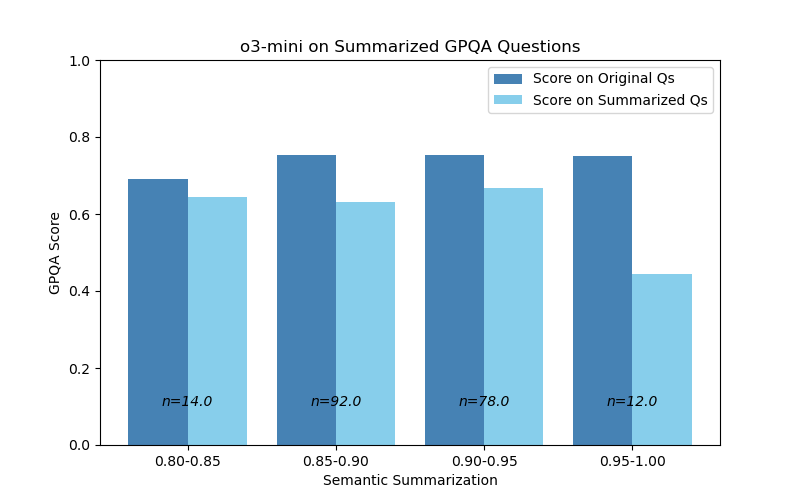 o3-mini on Summarized GPQA Questions
Score on Original Qs
Score on Summarized Qs
GPQA Score
1.0
0.8
0.6
0.4
0.2
0.0
n=14.0
n=92.0
n=78.0
n=12.0
0.80-0.85
0.85-0.90
0.90-0.95
0.95-1.00
Semantic Summarization